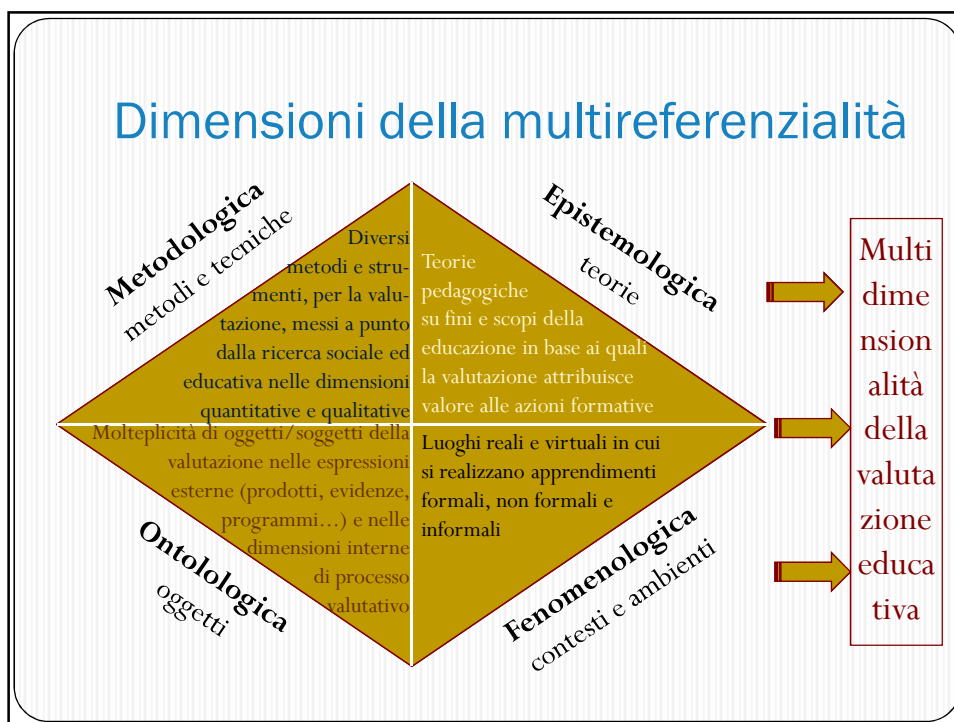 Dimensioni della multireferenzialità
Metodologica
metodi e tecniche
Diversi
metodi e stru-
menti, per la valu-
tazione, messi a punto
dalla ricerca sociale ed
educativa nelle dimensioni
quantitative e qualitative
Epistemologica
teorie
Teorie
pedagogiche
su fini e scopi della
educazione in base ai quali
la valutazione attribuisce
valore alle azioni formative
Molteplicità di oggetti/soggetti della
valutazione nelle espressioni
esterne (prodotti, evidenze,
programmi...) e nelle
dimensioni interne
di processo
valutativo
Ontolologica
oggetti
Luoghi reali e virtuali in cui
si realizzano apprendimenti
formali, non formali e
informali
Fenomenologica
contesti e ambienti
Multi
dime
nsion
alità
della
valuta
zione
educa
tiva